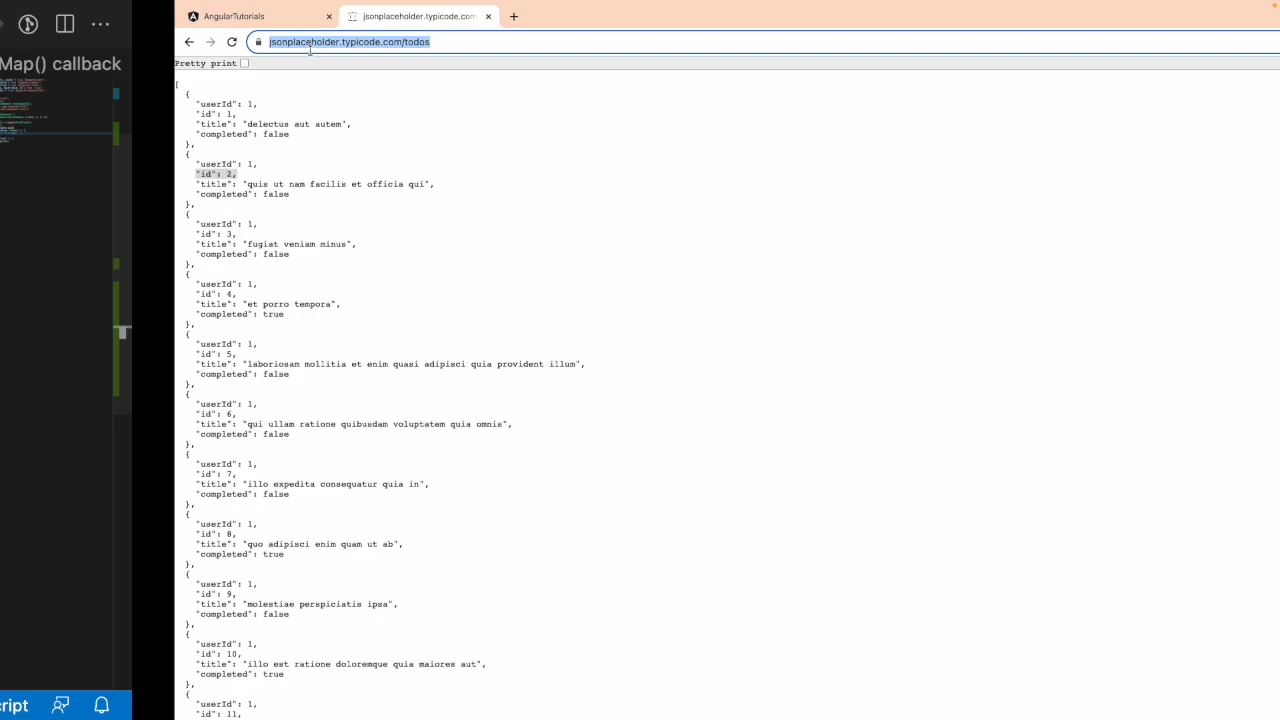 AngularTutorials
jsonplaceholder.typicode.com
jsonplaceholder.typicode.com/todos
Map() callback
Pretty print
[
{
"userId": 1,
"id": 1,
"title": "delectus aut autem",
"completed": false
},
{
"userId": 1,
"id": 2,
"title": "quis ut nam facilis et officia qui",
"completed": false
},
{
"userId": 1,
"id": 3,
"title": "fugiat veniam minus",
"completed": false
},
{
"userId": 1,
"id": 4,
"title": "et porro tempora",
"completed": true
},
{
"userId": 1,
"id": 5,
"title": "laboriosam mollitia et enim quasi adipisci quia provident illum",
"completed": false
},
{
"userId": 1,
"id": 6,
"title": "qui ullam ratione quibusdam voluptatem quia omnis",
"completed": false
},
{
"userId": 1,
"id": 7,
"title": "illo expedita consequatur quia in",
"completed": false
},
{
"userId": 1,
"id": 8,
"title": "quo adipisci enim quam ut ab",
"completed": true
},
{
"userId": 1,
"id": 9,
"title": "molestiae perspiciatis ipsa",
"completed": false
},
{
"userId": 1,
"id": 10,
"title": "illo est ratione doloremque quia maiores aut",
"completed": true
},
{
"userId": 1,
"id": 11,
cript